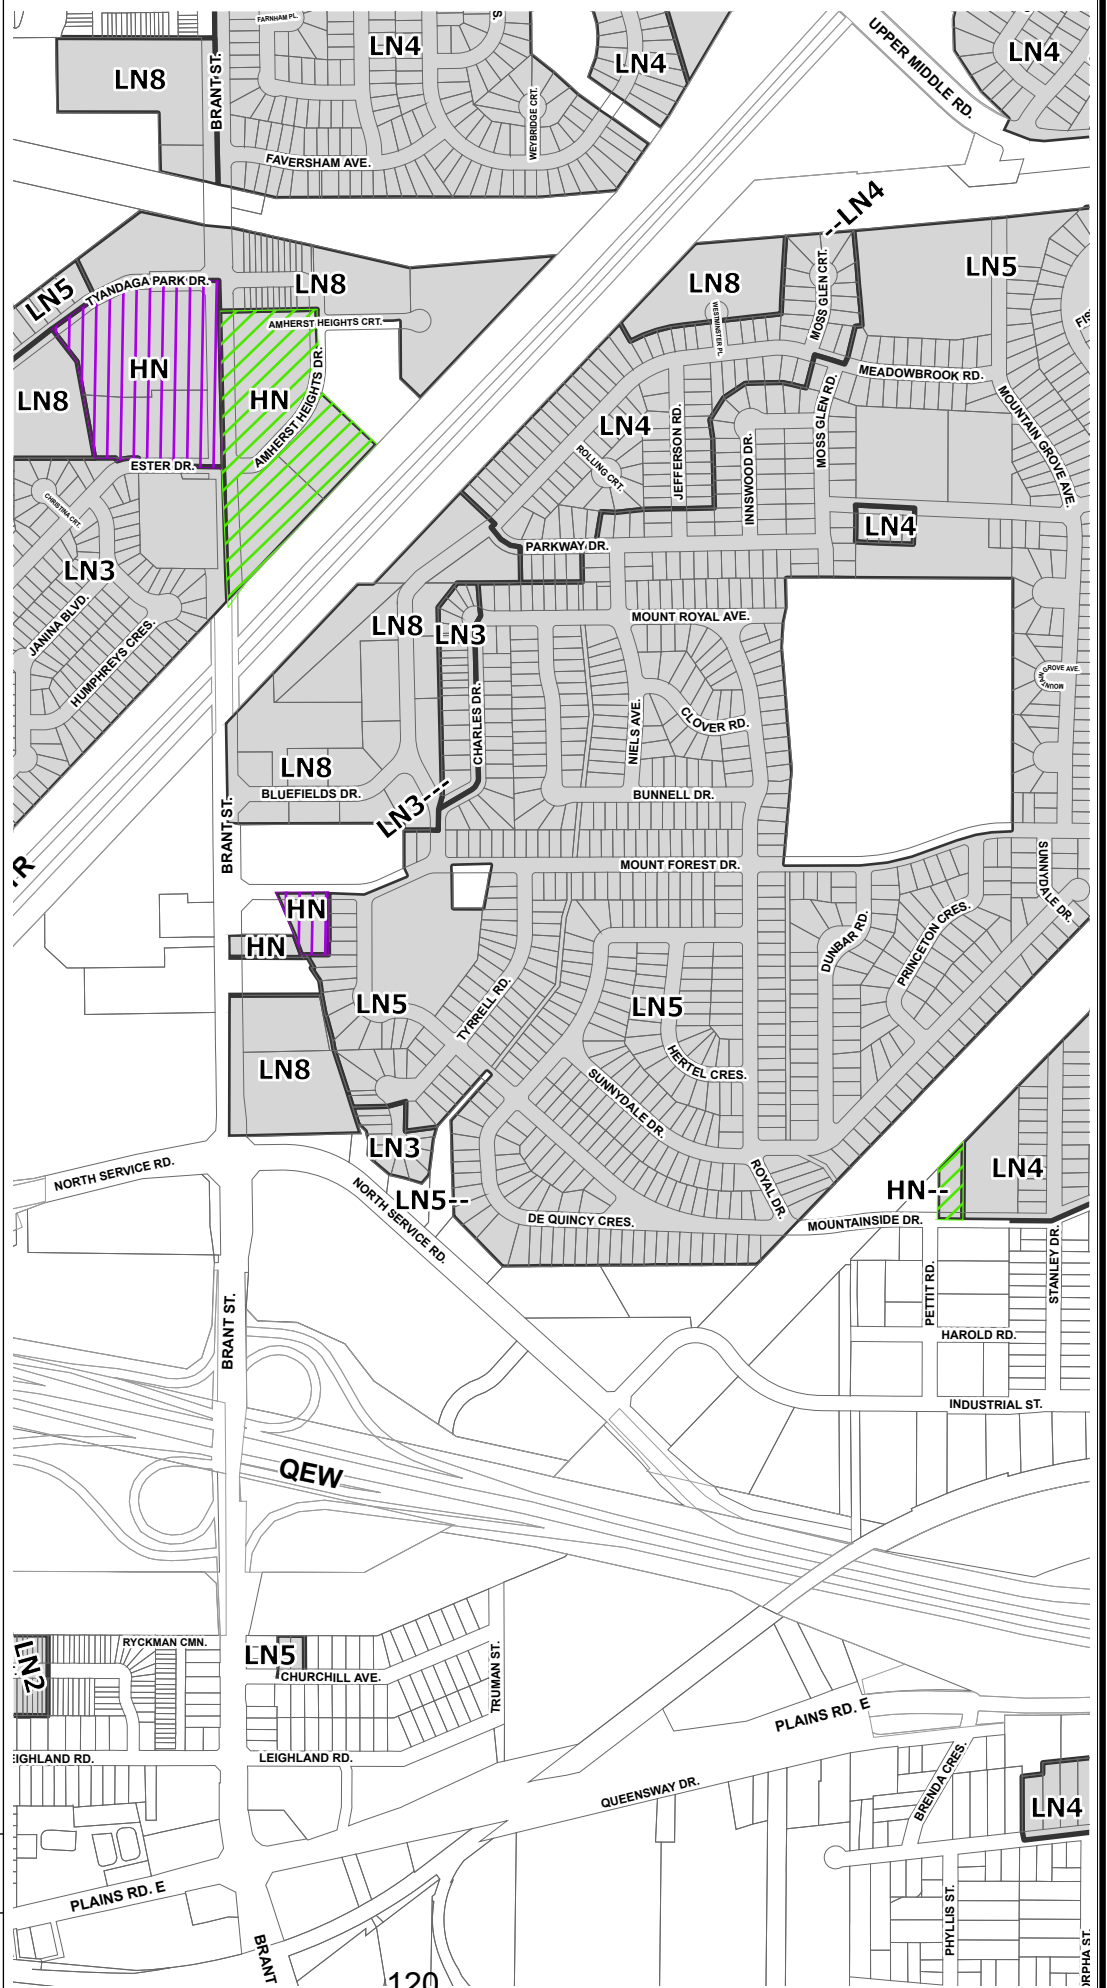 FARNHAM PL.
S.
LN4
LN8
BRANT ST.
LN4
LN4
UPPER MIDDLE RD.
WEYBRIDGE CRT.
FAVERSHAM AVE.
--LN4
LN5
TYANDAGA PARK DR.
LN8
LN8
MOSS GLEN CRT.
LN5
FIS
AMHERST HEIGHTS CRT.
WESTMINSTER PL.
HN
HN
AMHERST HEIGHTS DR.
LN8
MEADOWBROOK RD.
MOUNTAIN GROVE AVE.
MOSS GLEN RD.
LN4
JEFFERSON RD.
ROLLING CRT.
INNSWOOD DR.
ESTER DR.
CHRISTINA CRT.
LN4
PARKWAY DR.
LN3
JANINA BLVD.
HUMPHREYS CRES.
LN8
LN3
MOUNT ROYAL AVE.
MOUNTAIN GROVE AVE.
CHARLES DR.
NIELS AVE.
CLOVER RD.
LN8
BLUEFIELDS DR.
LN3---
BUNNELL DR.
BRANT ST.
MOUNT FOREST DR.
SUNNYDALE DR.
HN
HN
DUNBAR RD.
PRINCETON CRES.
LN5
TYRRELL RD.
LN5
HERTEL CRES.
LN8
SUNNYDALE DR.
LN3
NORTH SERVICE RD.
NORTH SERVICE RD.
LN5--
ROYAL DR.
HN--
LN4
DE QUINCY CRES.
MOUNTAINSIDE DR.
STANLEY DR.
PETTIT RD.
BRANT ST.
HAROLD RD.
INDUSTRIAL ST.
QEW
LN2
RYCKMAN CMN.
LN5
CHURCHILL AVE.
TRUMAN ST.
PLAINS RD. E
EIGHLAND RD.
LEIGHLAND RD.
QUEENSWAY DR.
BRENDA CRES.
LN4
PLAINS RD. E
PHYLLIS ST.
ORPHA ST.
BRANT
120